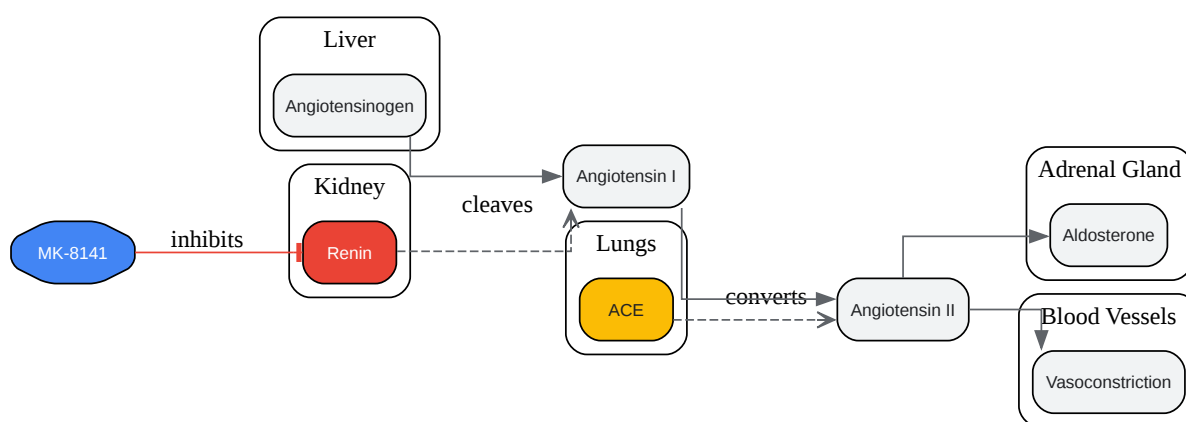 Liver
Angiotensinogen
Kidney
Angiotensin I
Adrenal Gland
cleaves
inhibits
Lungs
Aldosterone
MK-8141
Renin
converts
ACE
Angiotensin II
Blood Vessels
Vasoconstriction